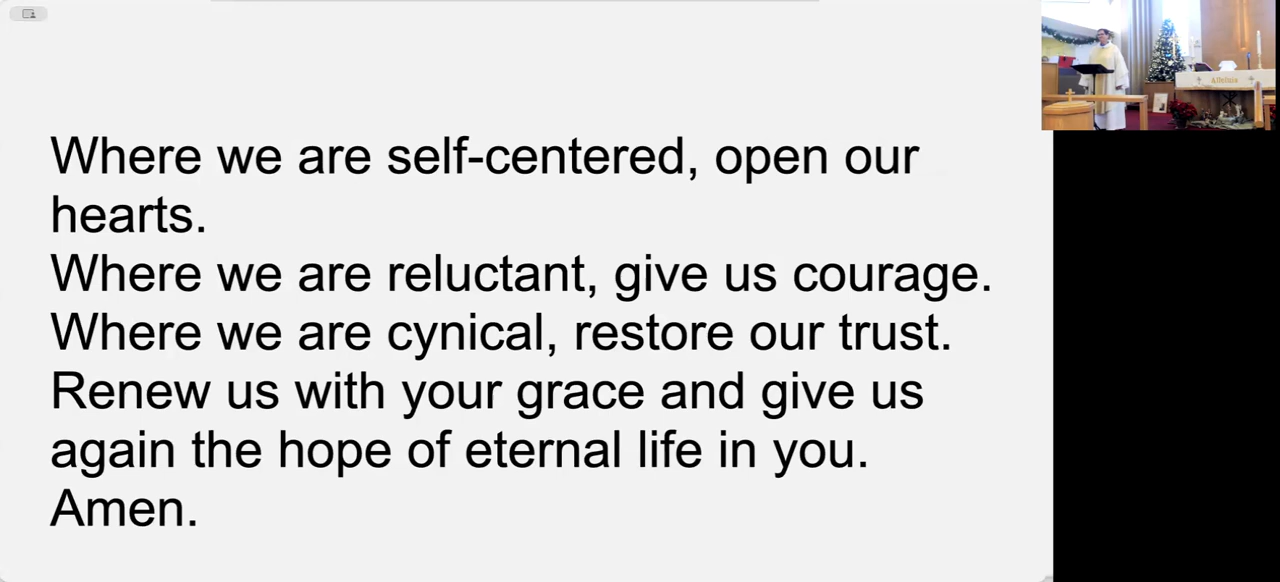 Where we are self-centered, open our
hearts.
Where we are reluctant, give us courage.
Where we are cynical, restore our trust.
Renew us with your grace and give us
again the hope of eternal life in you.
Amen.
Alleluia